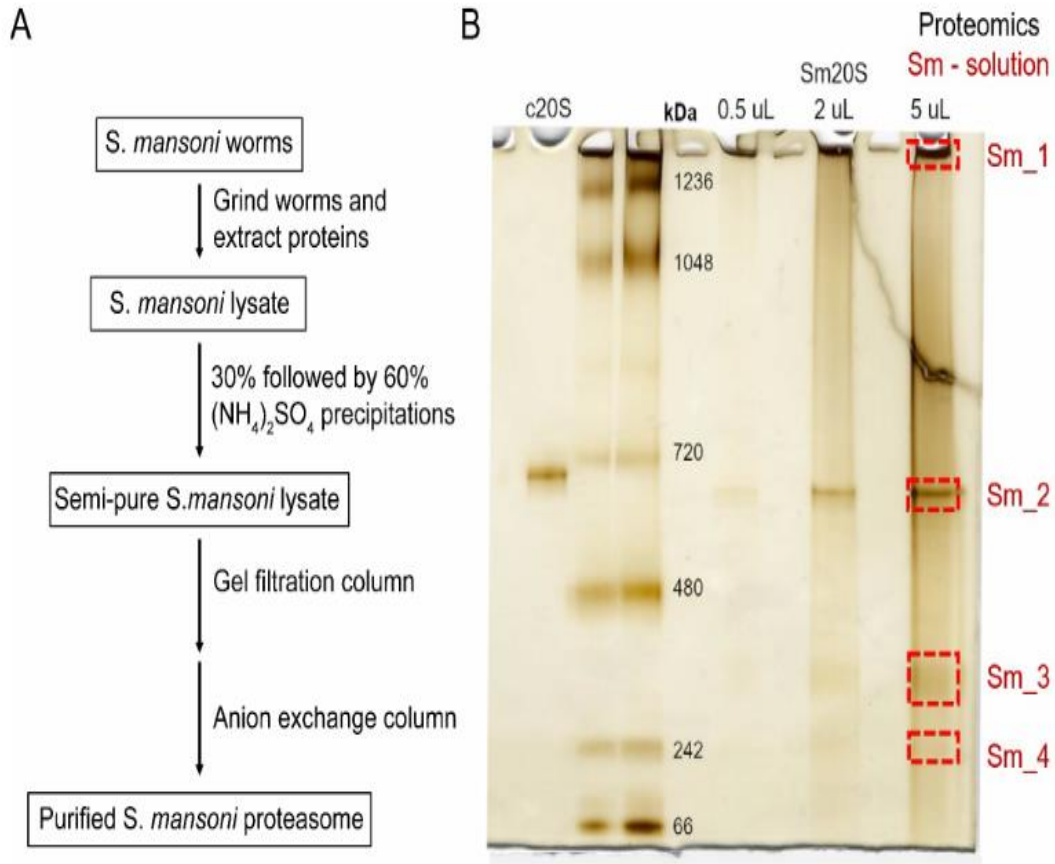 A
S. mansoni worms
Grind worms and
extract proteins
S. mansoni lysate
30% followed by 60%
(NH4)2SO4 precipitations
Semi-pure S.mansoni lysate
Gel filtration column
Anion exchange column
Purified S. mansoni proteasome
B
Proteomics
Sm20S Sm - solution
c20S kDa 0.5 uL 2 uL 5 uL
Sm_1
1236
1048
720
Sm_2
480
Sm_3
242 Sm_4
66